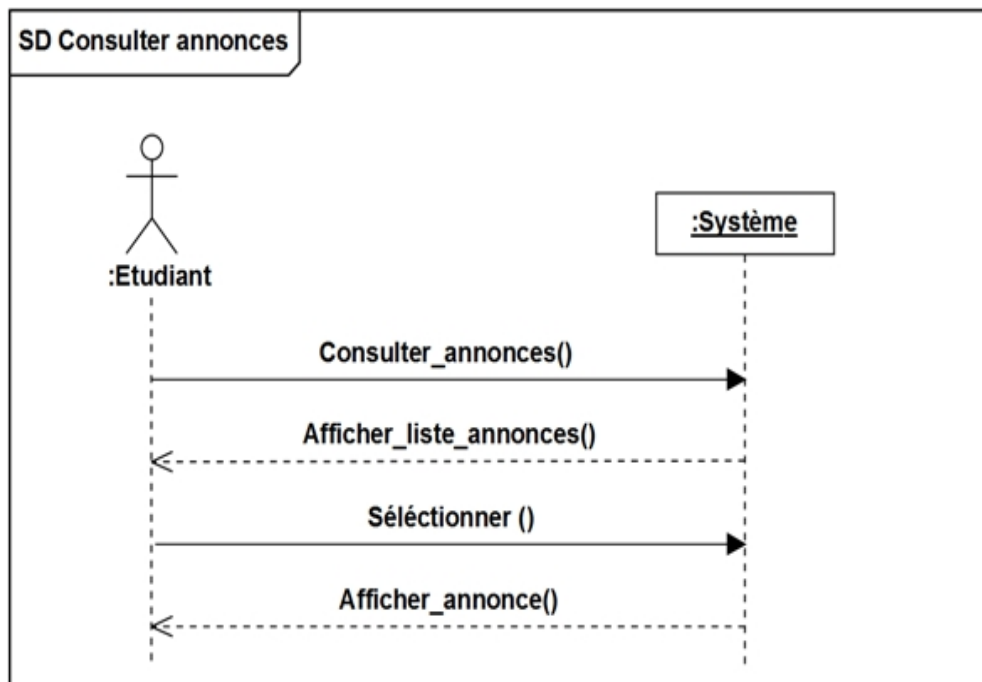 SD Consulter annonces
:Etudiant
:Système
Consulter_annonces()
Afficher_liste_annonces()
Séléctionner ()
Afficher_annonce()